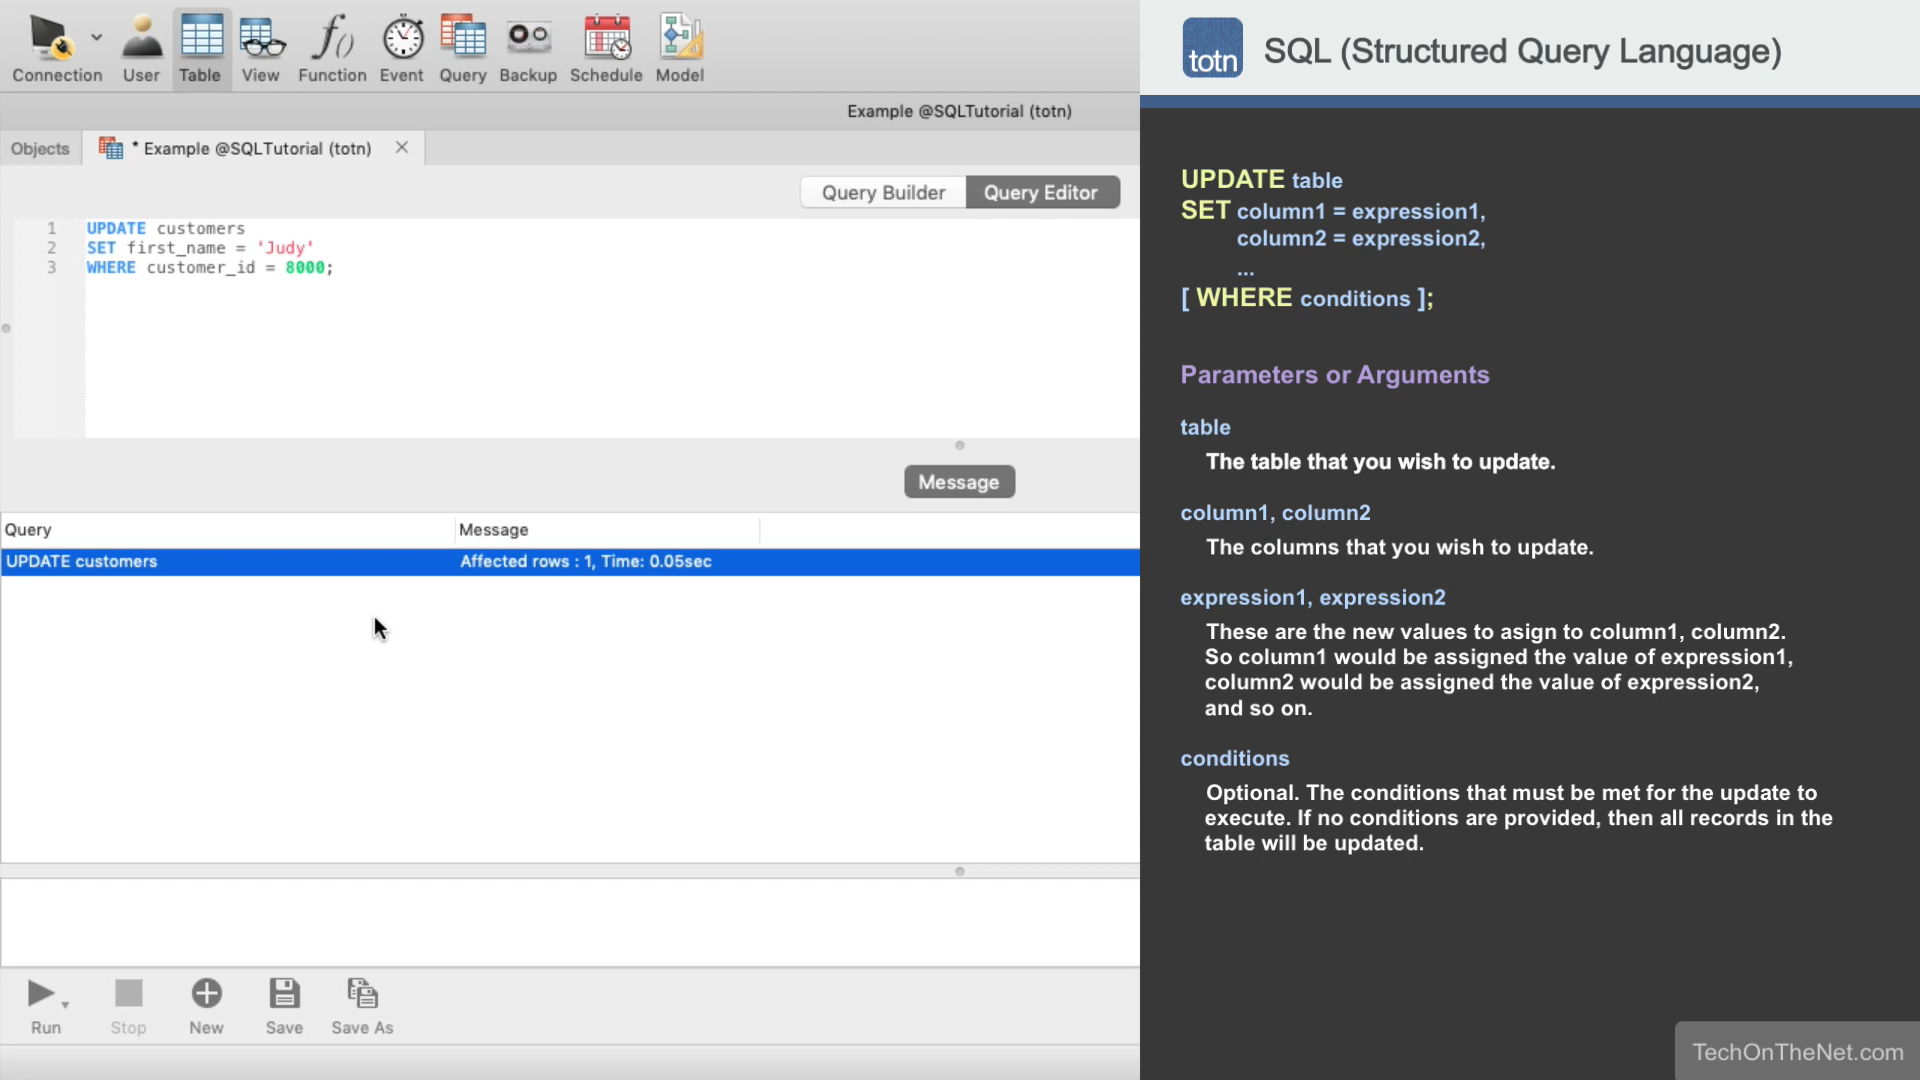 Connection
User
Table
View
Function
Event
Query
Backup
Schedule
Model
Example @SQLTutorial (totn)
Objects
* Example @SQLTutorial (totn)
Query Builder
Query Editor
1 UPDATE customers
2 SET first_name = 'Judy'
3 WHERE customer_id = 8000;
Message
Query
Message
UPDATE customers
Affected rows : 1, Time: 0.05sec
Run
Stop
New
Save
Save As
totn
SQL (Structured Query Language)
UPDATE table
SET column1 = expression1,
column2 = expression2,
...
[ WHERE conditions ];
Parameters or Arguments
table
The table that you wish to update.
column1, column2
The columns that you wish to update.
expression1, expression2
These are the new values to asign to column1, column2.
So column1 would be assigned the value of expression1,
column2 would be assigned the value of expression2,
and so on.
conditions
Optional. The conditions that must be met for the update to
execute. If no conditions are provided, then all records in the
table will be updated.
TechOnTheNet.com